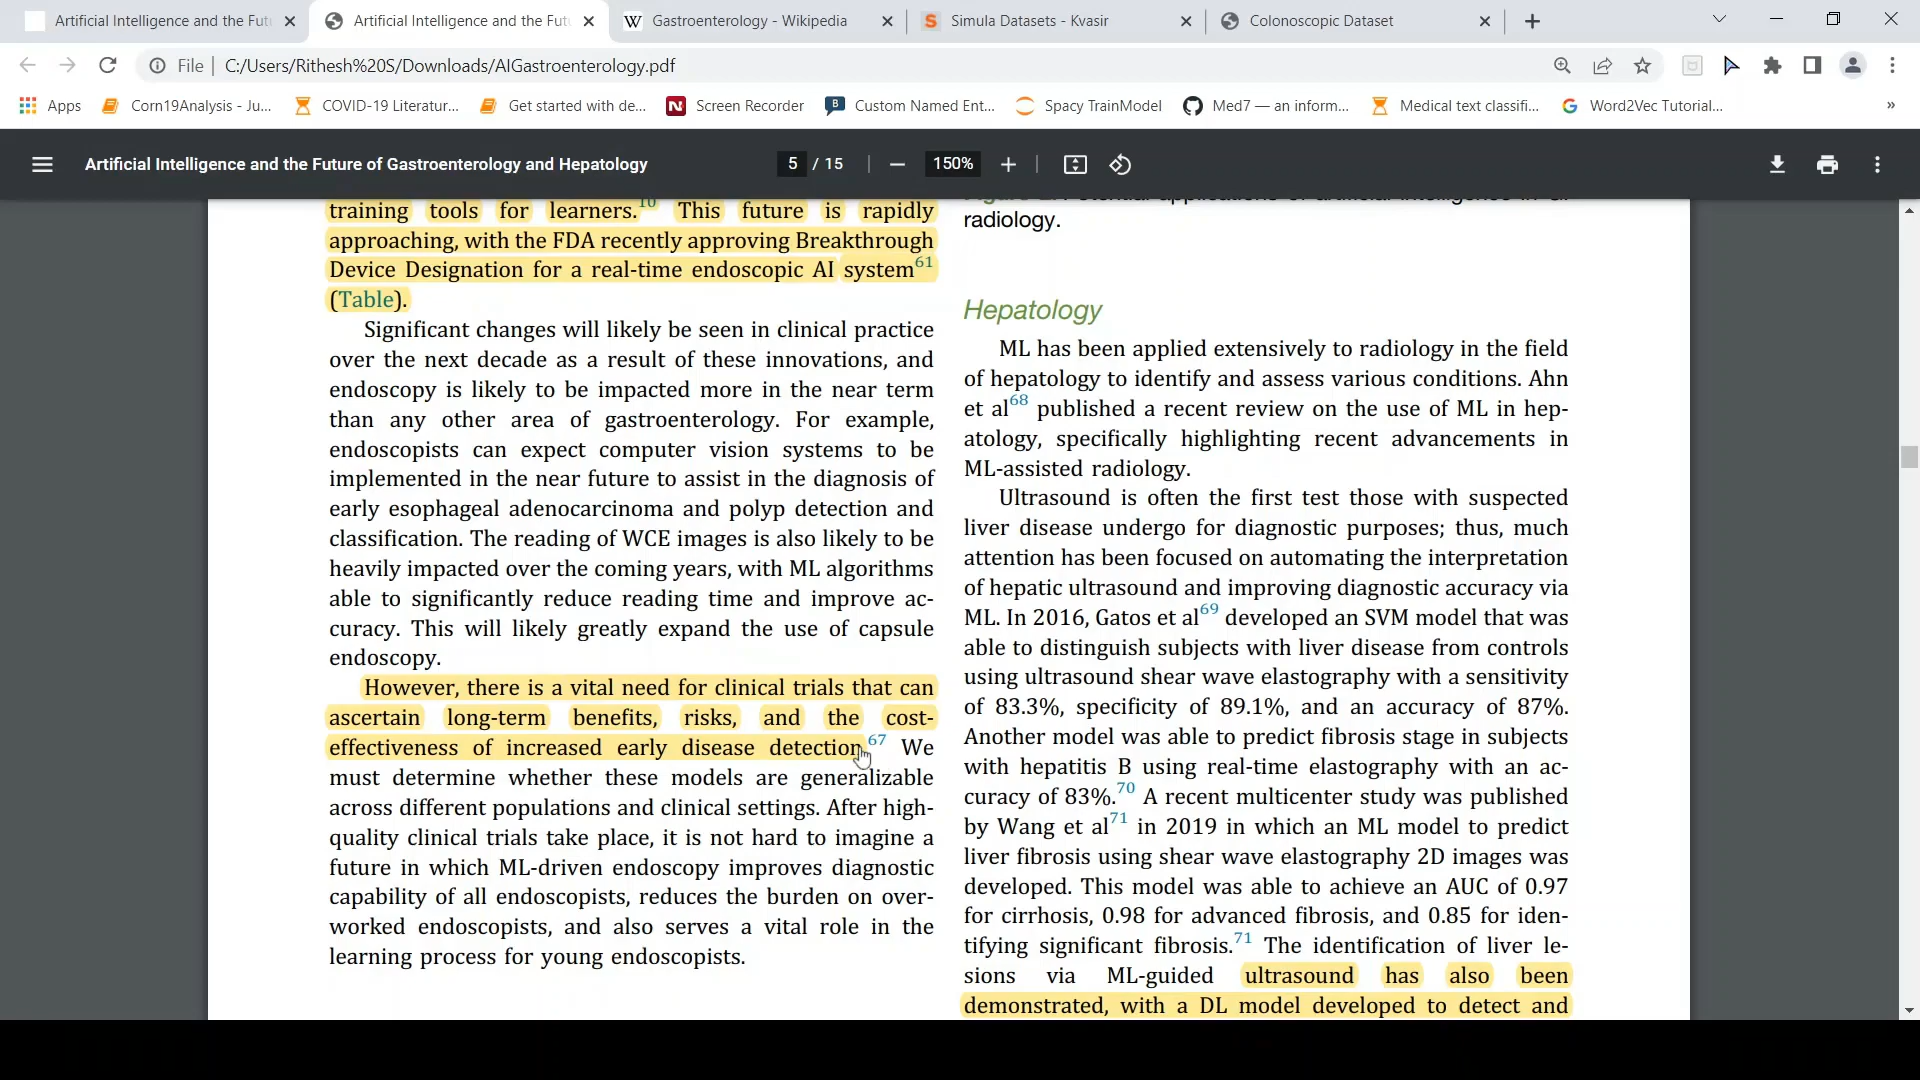 Artificial Intelligence and the Fut
Artificial Intelligence and the Fut
W Gastroenterology - Wikipedia
S Simula Datasets - Kvasir
Colonoscopic Dataset
File | C:/Users/Rithesh%20S/Downloads/AIGastroenterology.pdf
Apps
Corn19Analysis - Ju...
COVID-19 Literatur...
Get started with de...
Screen Recorder
Custom Named Ent...
Spacy TrainModel
Med7 — an inform...
Medical text classifi...
Word2Vec Tutorial...
»
Artificial Intelligence and the Future of Gastroenterology and Hepatology
5 / 15
150%
training tools for learners.10 This future is rapidly
approaching, with the FDA recently approving Breakthrough
Device Designation for a real-time endoscopic AI system61
(Table).
Significant changes will likely be seen in clinical practice
over the next decade as a result of these innovations, and
endoscopy is likely to be impacted more in the near term
than any other area of gastroenterology. For example,
endoscopists can expect computer vision systems to be
implemented in the near future to assist in the diagnosis of
early esophageal adenocarcinoma and polyp detection and
classification. The reading of WCE images is also likely to be
heavily impacted over the coming years, with ML algorithms
able to significantly reduce reading time and improve ac-
curacy. This will likely greatly expand the use of capsule
endoscopy.
However, there is a vital need for clinical trials that can
ascertain long-term benefits, risks, and the cost-
effectiveness of increased early disease detection.67 We
must determine whether these models are generalizable
across different populations and clinical settings. After high-
quality clinical trials take place, it is not hard to imagine a
future in which ML-driven endoscopy improves diagnostic
capability of all endoscopists, reduces the burden on over-
worked endoscopists, and also serves a vital role in the
learning process for young endoscopists.
radiology.
Hepatology
ML has been applied extensively to radiology in the field
of hepatology to identify and assess various conditions. Ahn
et al68 published a recent review on the use of ML in hep-
atology, specifically highlighting recent advancements in
ML-assisted radiology.
Ultrasound is often the first test those with suspected
liver disease undergo for diagnostic purposes; thus, much
attention has been focused on automating the interpretation
of hepatic ultrasound and improving diagnostic accuracy via
ML. In 2016, Gatos et al69 developed an SVM model that was
able to distinguish subjects with liver disease from controls
using ultrasound shear wave elastography with a sensitivity
of 83.3%, specificity of 89.1%, and an accuracy of 87%.
Another model was able to predict fibrosis stage in subjects
with hepatitis B using real-time elastography with an ac-
curacy of 83%.70 A recent multicenter study was published
by Wang et al71 in 2019 in which an ML model to predict
liver fibrosis using shear wave elastography 2D images was
developed. This model was able to achieve an AUC of 0.97
for cirrhosis, 0.98 for advanced fibrosis, and 0.85 for iden-
tifying significant fibrosis.71 The identification of liver le-
sions via ML-guided ultrasound has also been
demonstrated, with a DL model developed to detect and